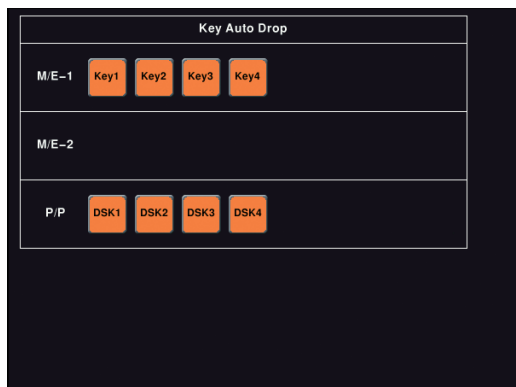 Key Auto Drop
M/E–1 Key1 Key2 Key3 Key4
M/E–2
P/P DSK1 DSK2 DSK3 DSK4